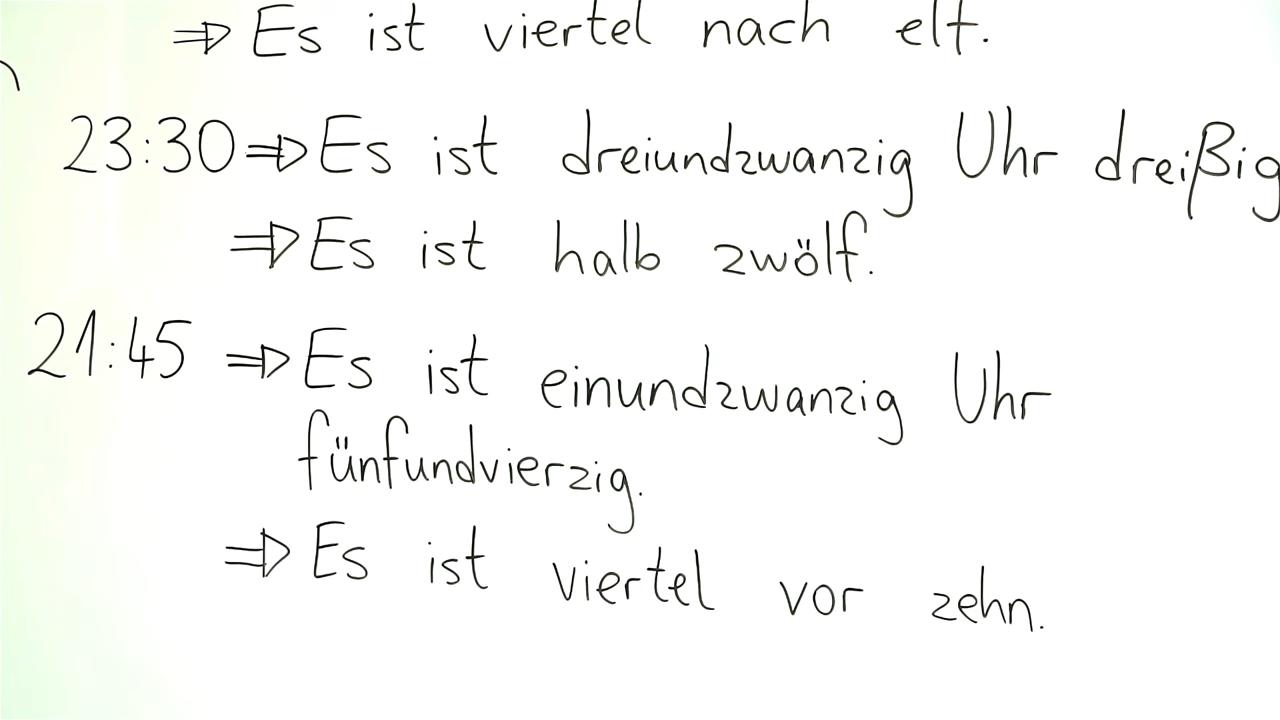 ⇒ Es ist viertel nach elf.
23:30 ⇒ Es ist dreiundzwanzig Uhr dreißig
⇒ Es ist halb zwölf.
21:45 ⇒ Es ist einundzwanzig Uhr
fünfundvierzig.
⇒ Es ist viertel vor zehn.